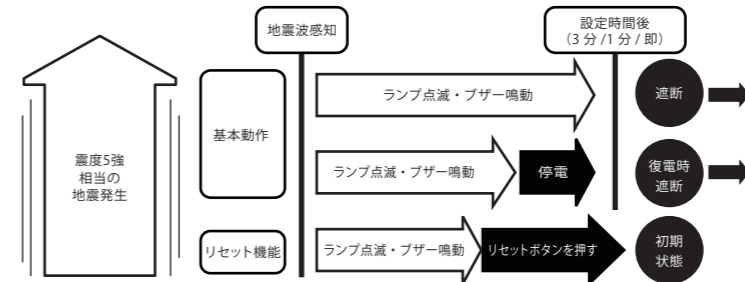 地震波感知
設定時間後
（3 分 /1 分 / 即）
震度5強
相当の
地震発生
基本動作
ランプ点滅・ブザー鳴動
遮断
ランプ点滅・ブザー鳴動
停電
復電時
遮断
リセット機能
ランプ点滅・ブザー鳴動
リセットボタンを押す
初期
状態